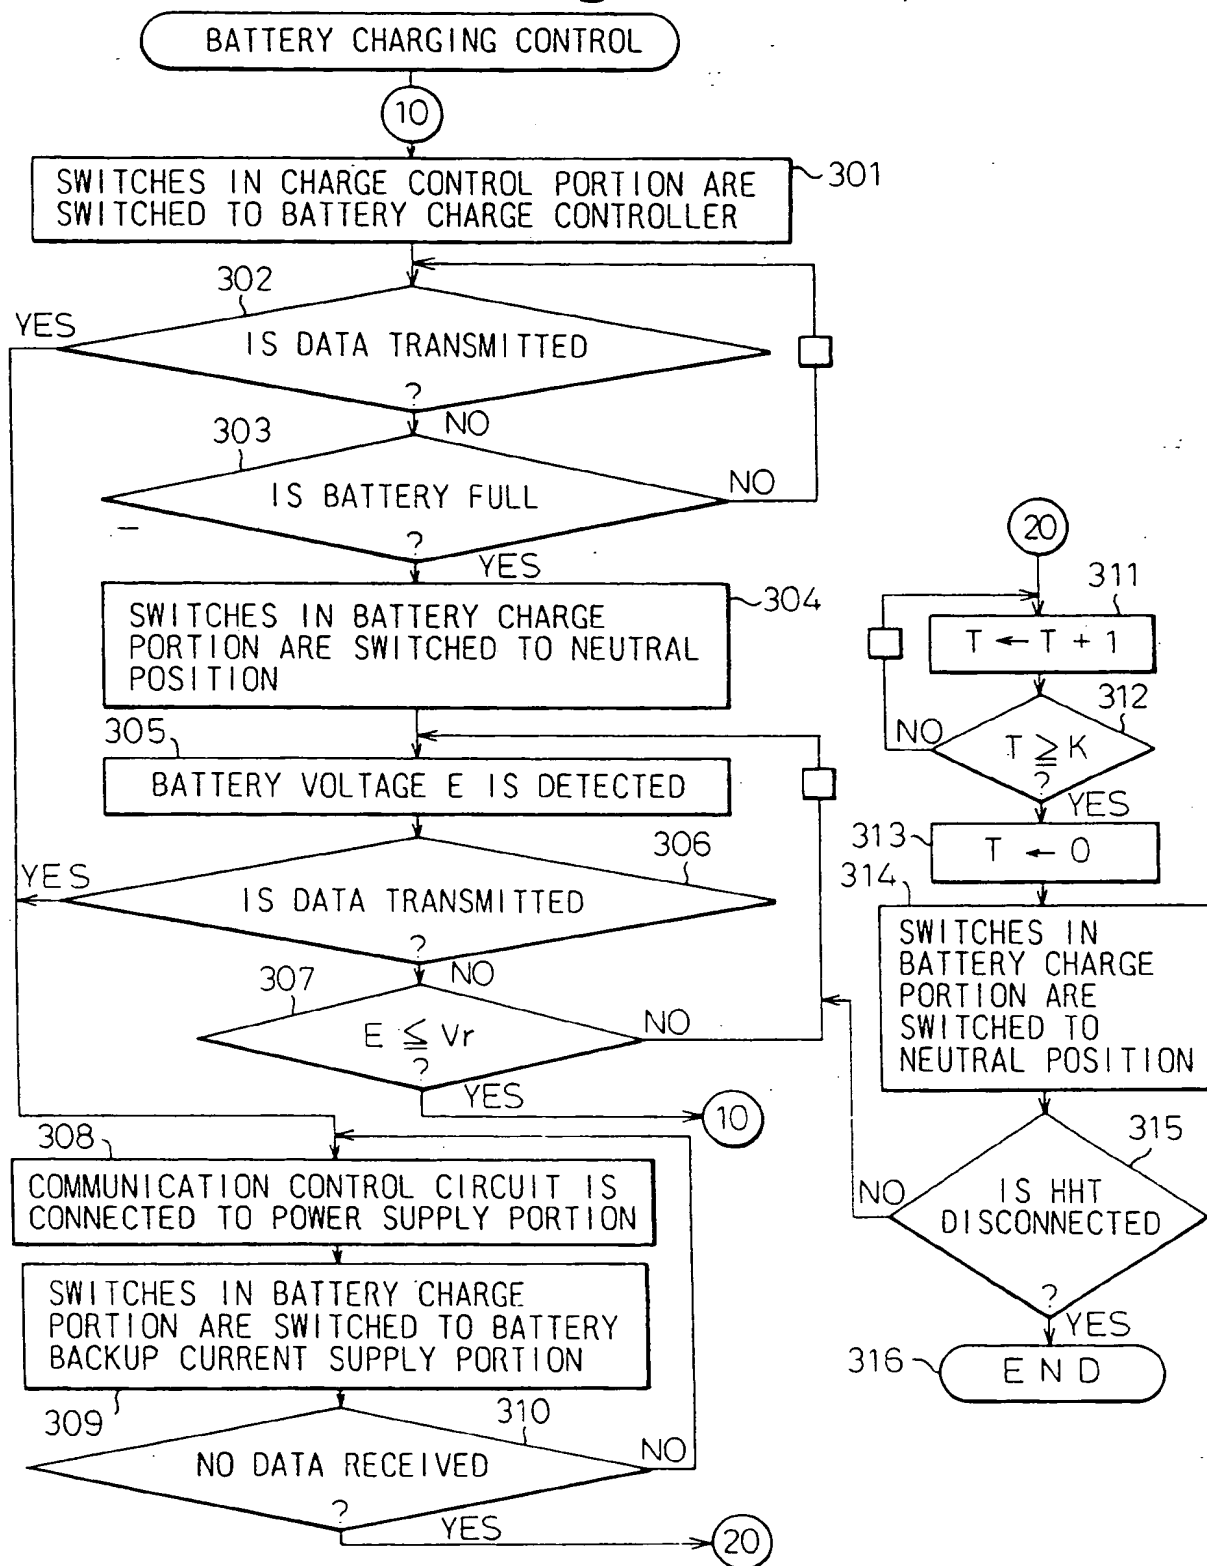 BATTERY CHARGING CONTROL
10
SWITCHES IN CHARGE CONTROL PORTION ARE
SWITCHED TO BATTERY CHARGE CONTROLLER
301
302
YES
IS DATA TRANSMITTED
?
NO
303
IS BATTERY FULL
?
NO
YES
SWITCHES IN BATTERY CHARGE
PORTION ARE SWITCHED TO NEUTRAL
POSITION
304
305
BATTERY VOLTAGE E IS DETECTED
306
YES
IS DATA TRANSMITTED
?
NO
307
E ≦ Vr
?
NO
YES
10
308
COMMUNICATION CONTROL CIRCUIT IS
CONNECTED TO POWER SUPPLY PORTION
SWITCHES IN BATTERY CHARGE
PORTION ARE SWITCHED TO BATTERY
BACKUP CURRENT SUPPLY PORTION
309
310
NO DATA RECEIVED
?
NO
YES
20
20
311
T ← T + 1
312
NO
T ≧ K
?
YES
313
T ← 0
314
SWITCHES IN
BATTERY CHARGE
PORTION ARE
SWITCHED TO
NEUTRAL POSITION
315
NO
IS HHT
DISCONNECTED
?
YES
316
END